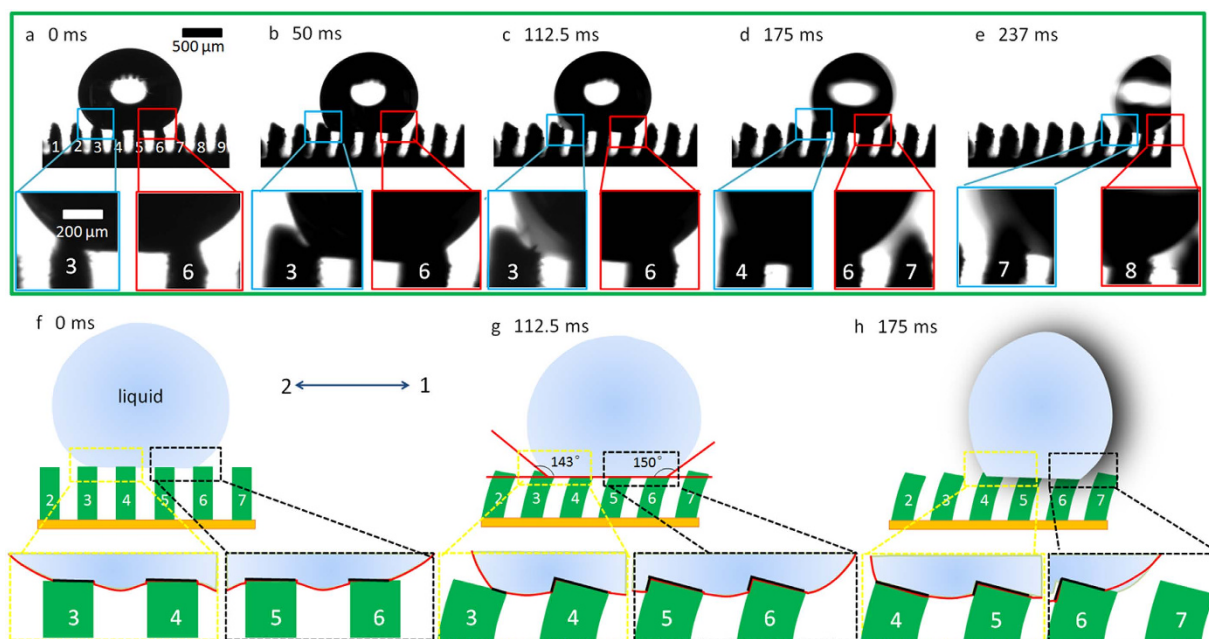 a 0 ms
500 µm
b 50 ms
c 112.5 ms
d 175 ms
e 237 ms
1 2 3 4 5 6 7 8 9
200 µm
3
6
3
6
3
6
4
6 7
7
8
f 0 ms
g 112.5 ms
h 175 ms
liquid
2 1
143°
150°
2 3 4 5 6 7
2 3 4 5 6 7
2 3 4 5 6 7
3 4
5 6
3 4
5 6
4 5
6 7